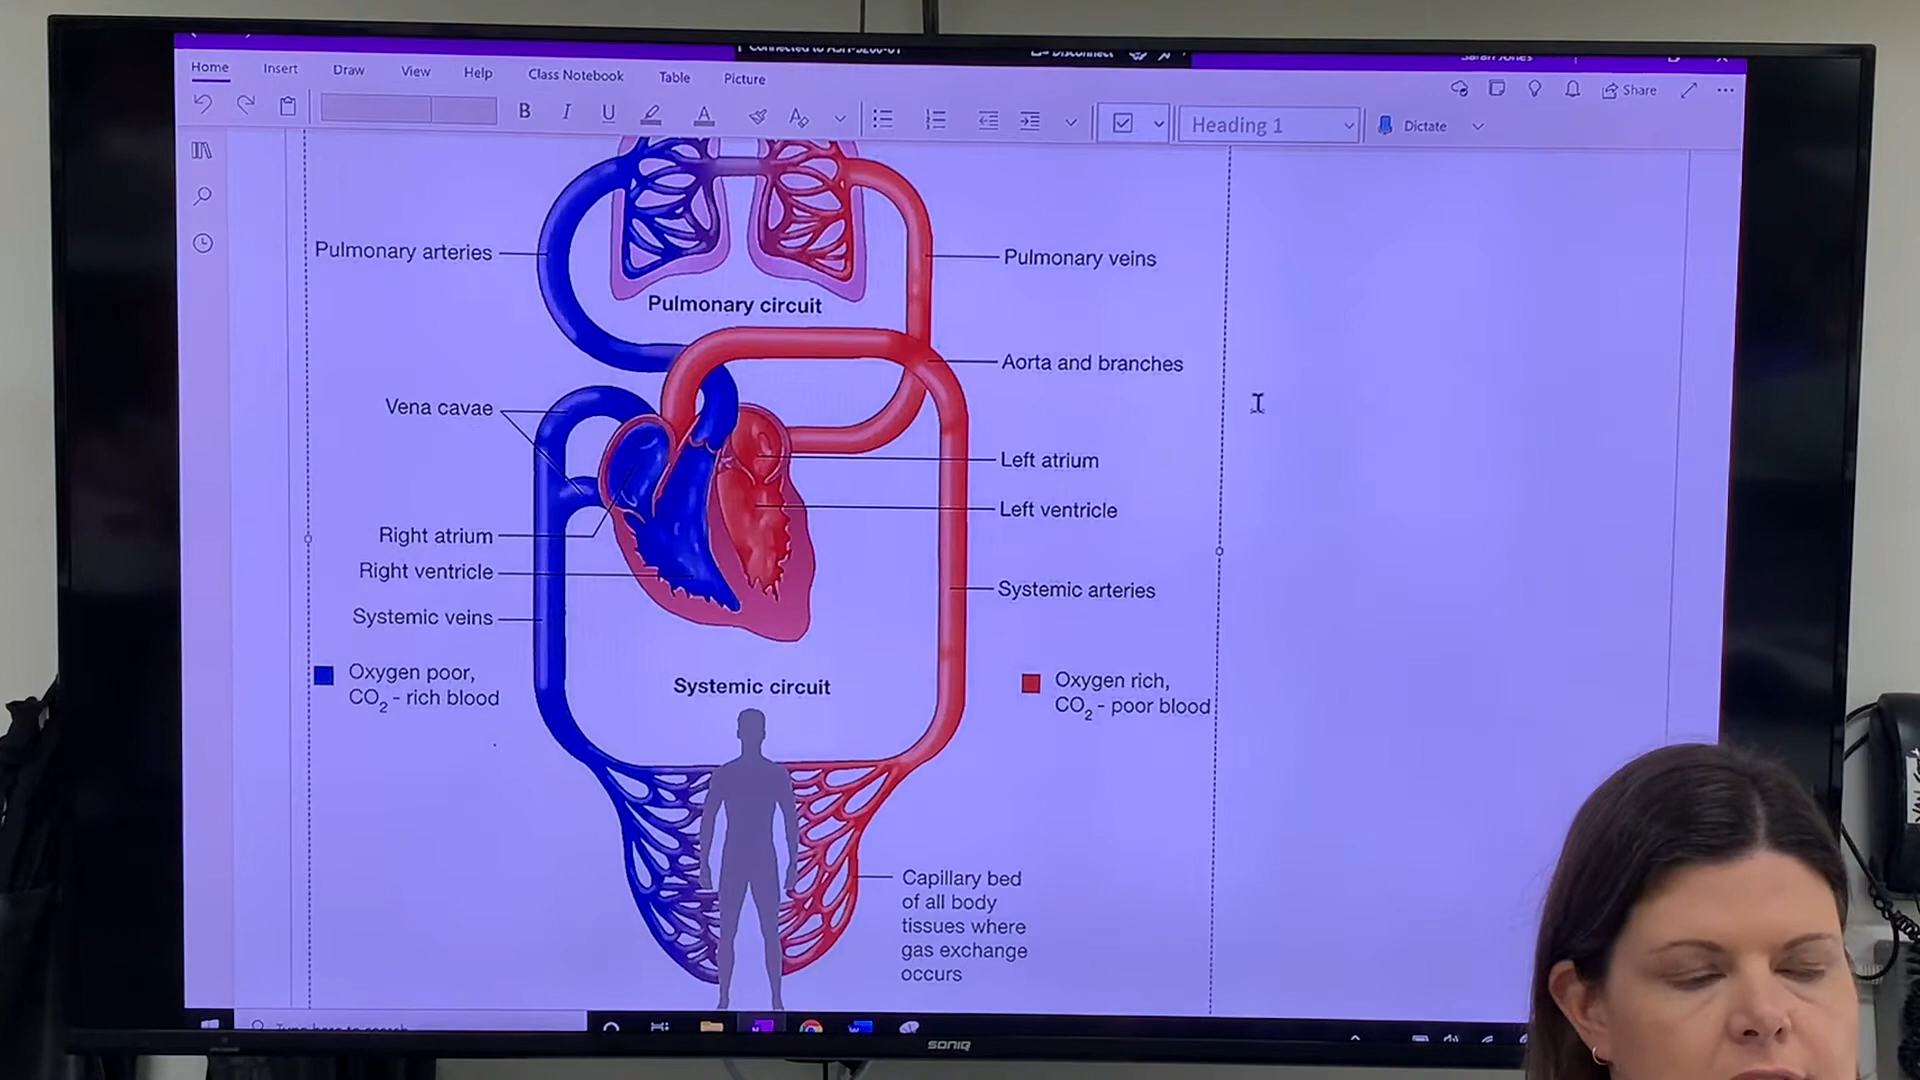 Home Insert Draw View Help Class Notebook Table Picture
Share
B I U
Heading 1
Dictate
Pulmonary arteries
Pulmonary veins
Pulmonary circuit
Aorta and branches
Vena cavae
Left atrium
Left ventricle
Right atrium
Right ventricle
Systemic arteries
Systemic veins
Oxygen poor,
CO2 - rich blood
Systemic circuit
Oxygen rich,
CO2 - poor blood
Capillary bed
of all body
tissues where
gas exchange
occurs
SONIQ